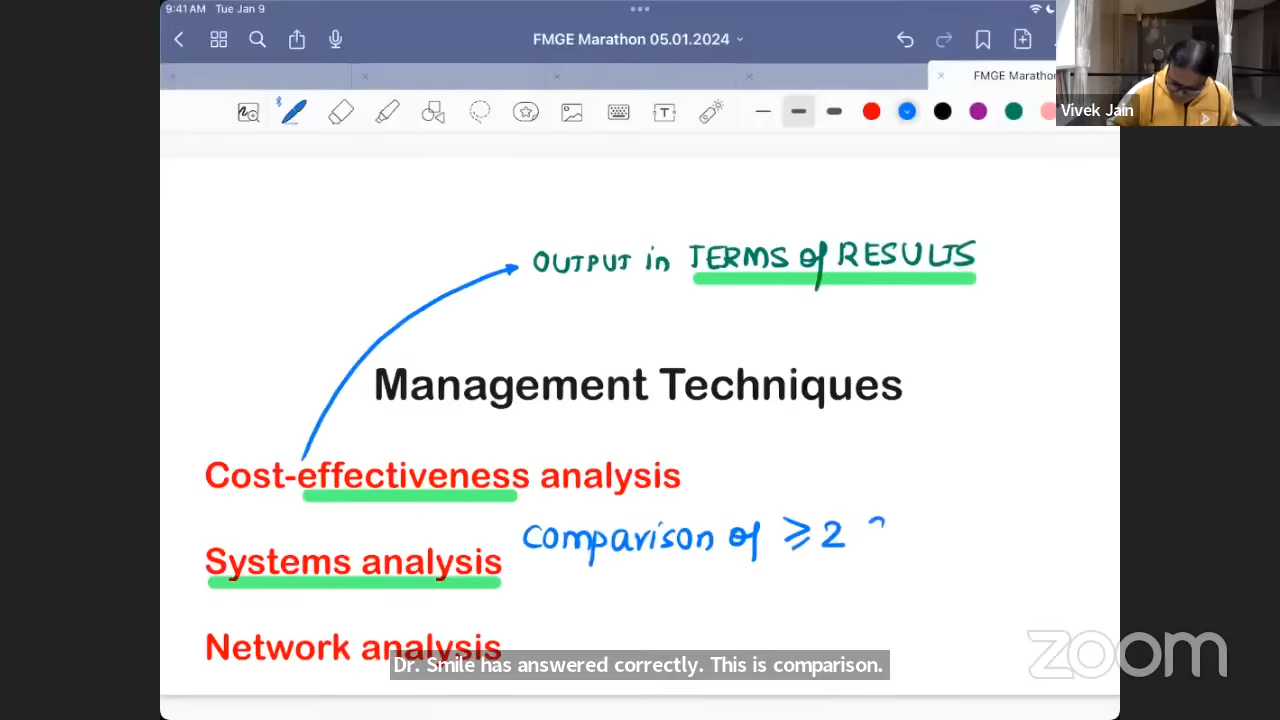 9:41 AM Tue Jan 9
FMGE Marathon 05.01.2024
FMGE Marathon
Vivek Jain
OUTPUT in TERMS of RESULTS
Management Techniques
Cost-effectiveness analysis
comparison of ≥2
Systems analysis
Network analysis
Dr. Smile has answered correctly. This is comparison.
zoom